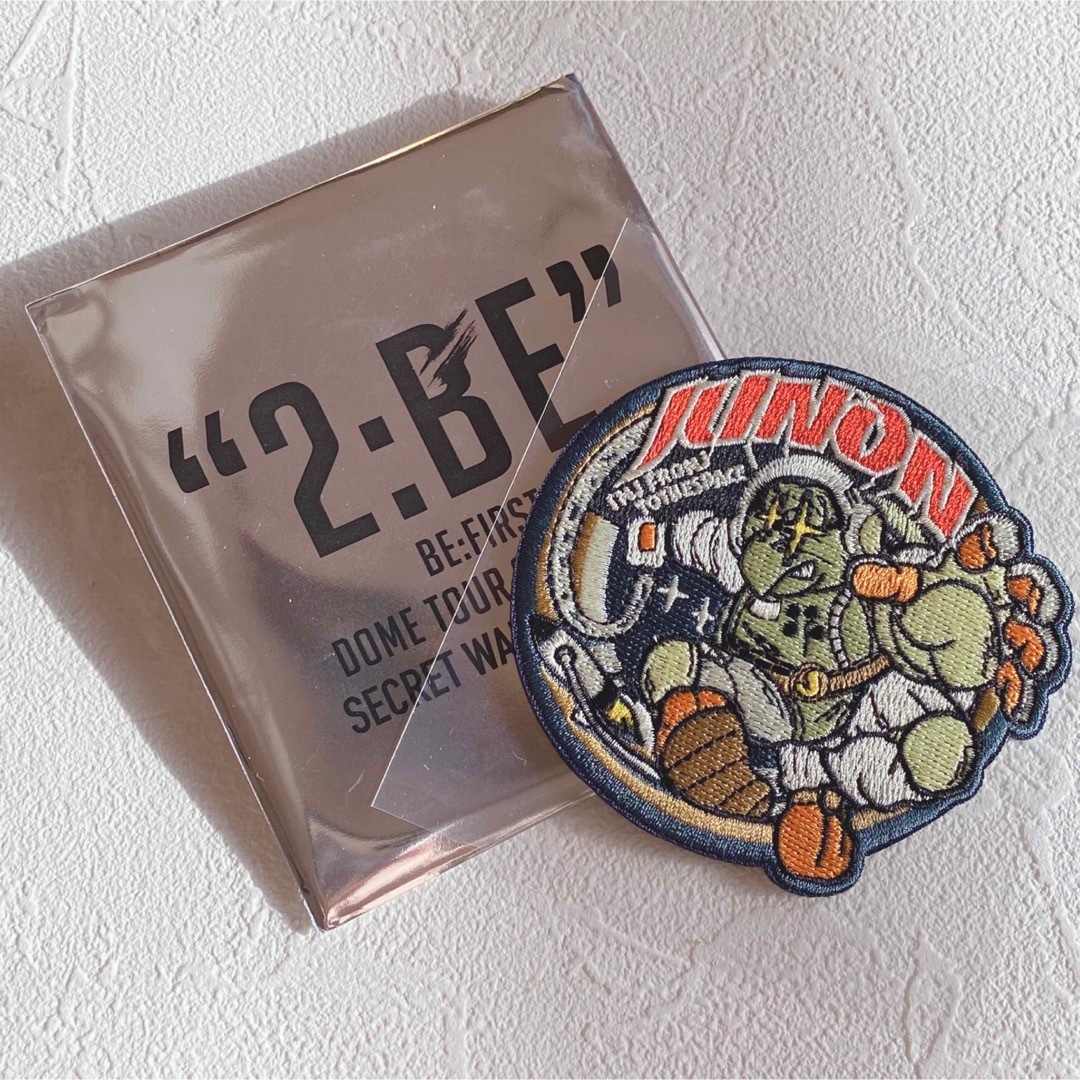 “2:BE”
BE:FIRST
DOME TOUR
SECRET WA
JUNON